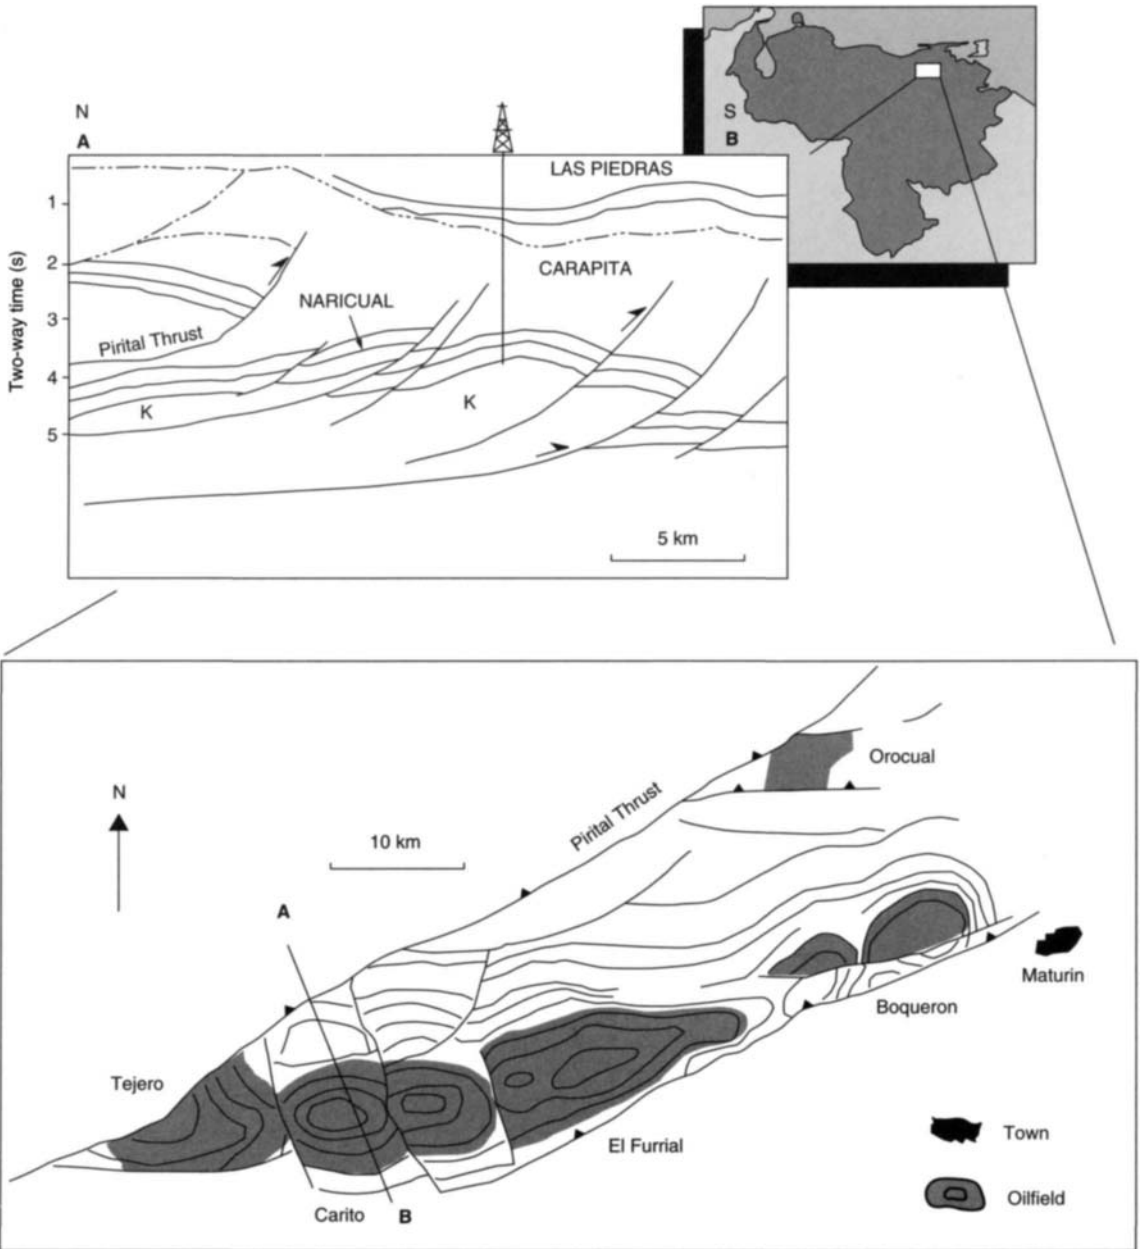 N
A
S
B
LAS PIEDRAS
1
CARAPITA
2
NARICUAL
3
Pirital Thrust
4
K
K
5
Two-way time (s)
5 km
Orocual
N
Pirital Thrust
10 km
A
Maturin
Boqueron
Tejero
El Furrial
Town
Oilfield
Carito
B